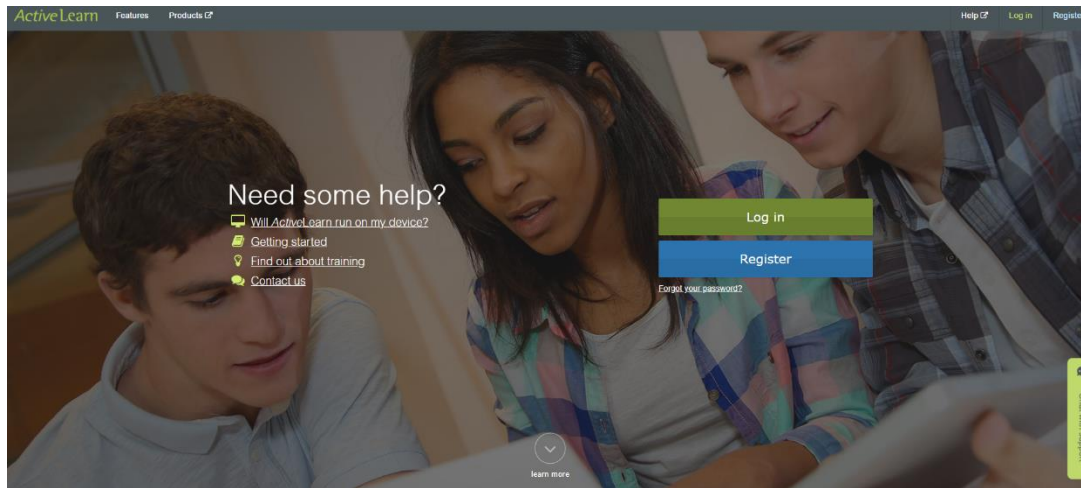 ActiveLearn Features Products Help Log in Registe
Need some help?
Will ActiveLearn run on my device?
Getting started
Find out about training
Contact us
Log in
Register
Forgot your password?
learn more